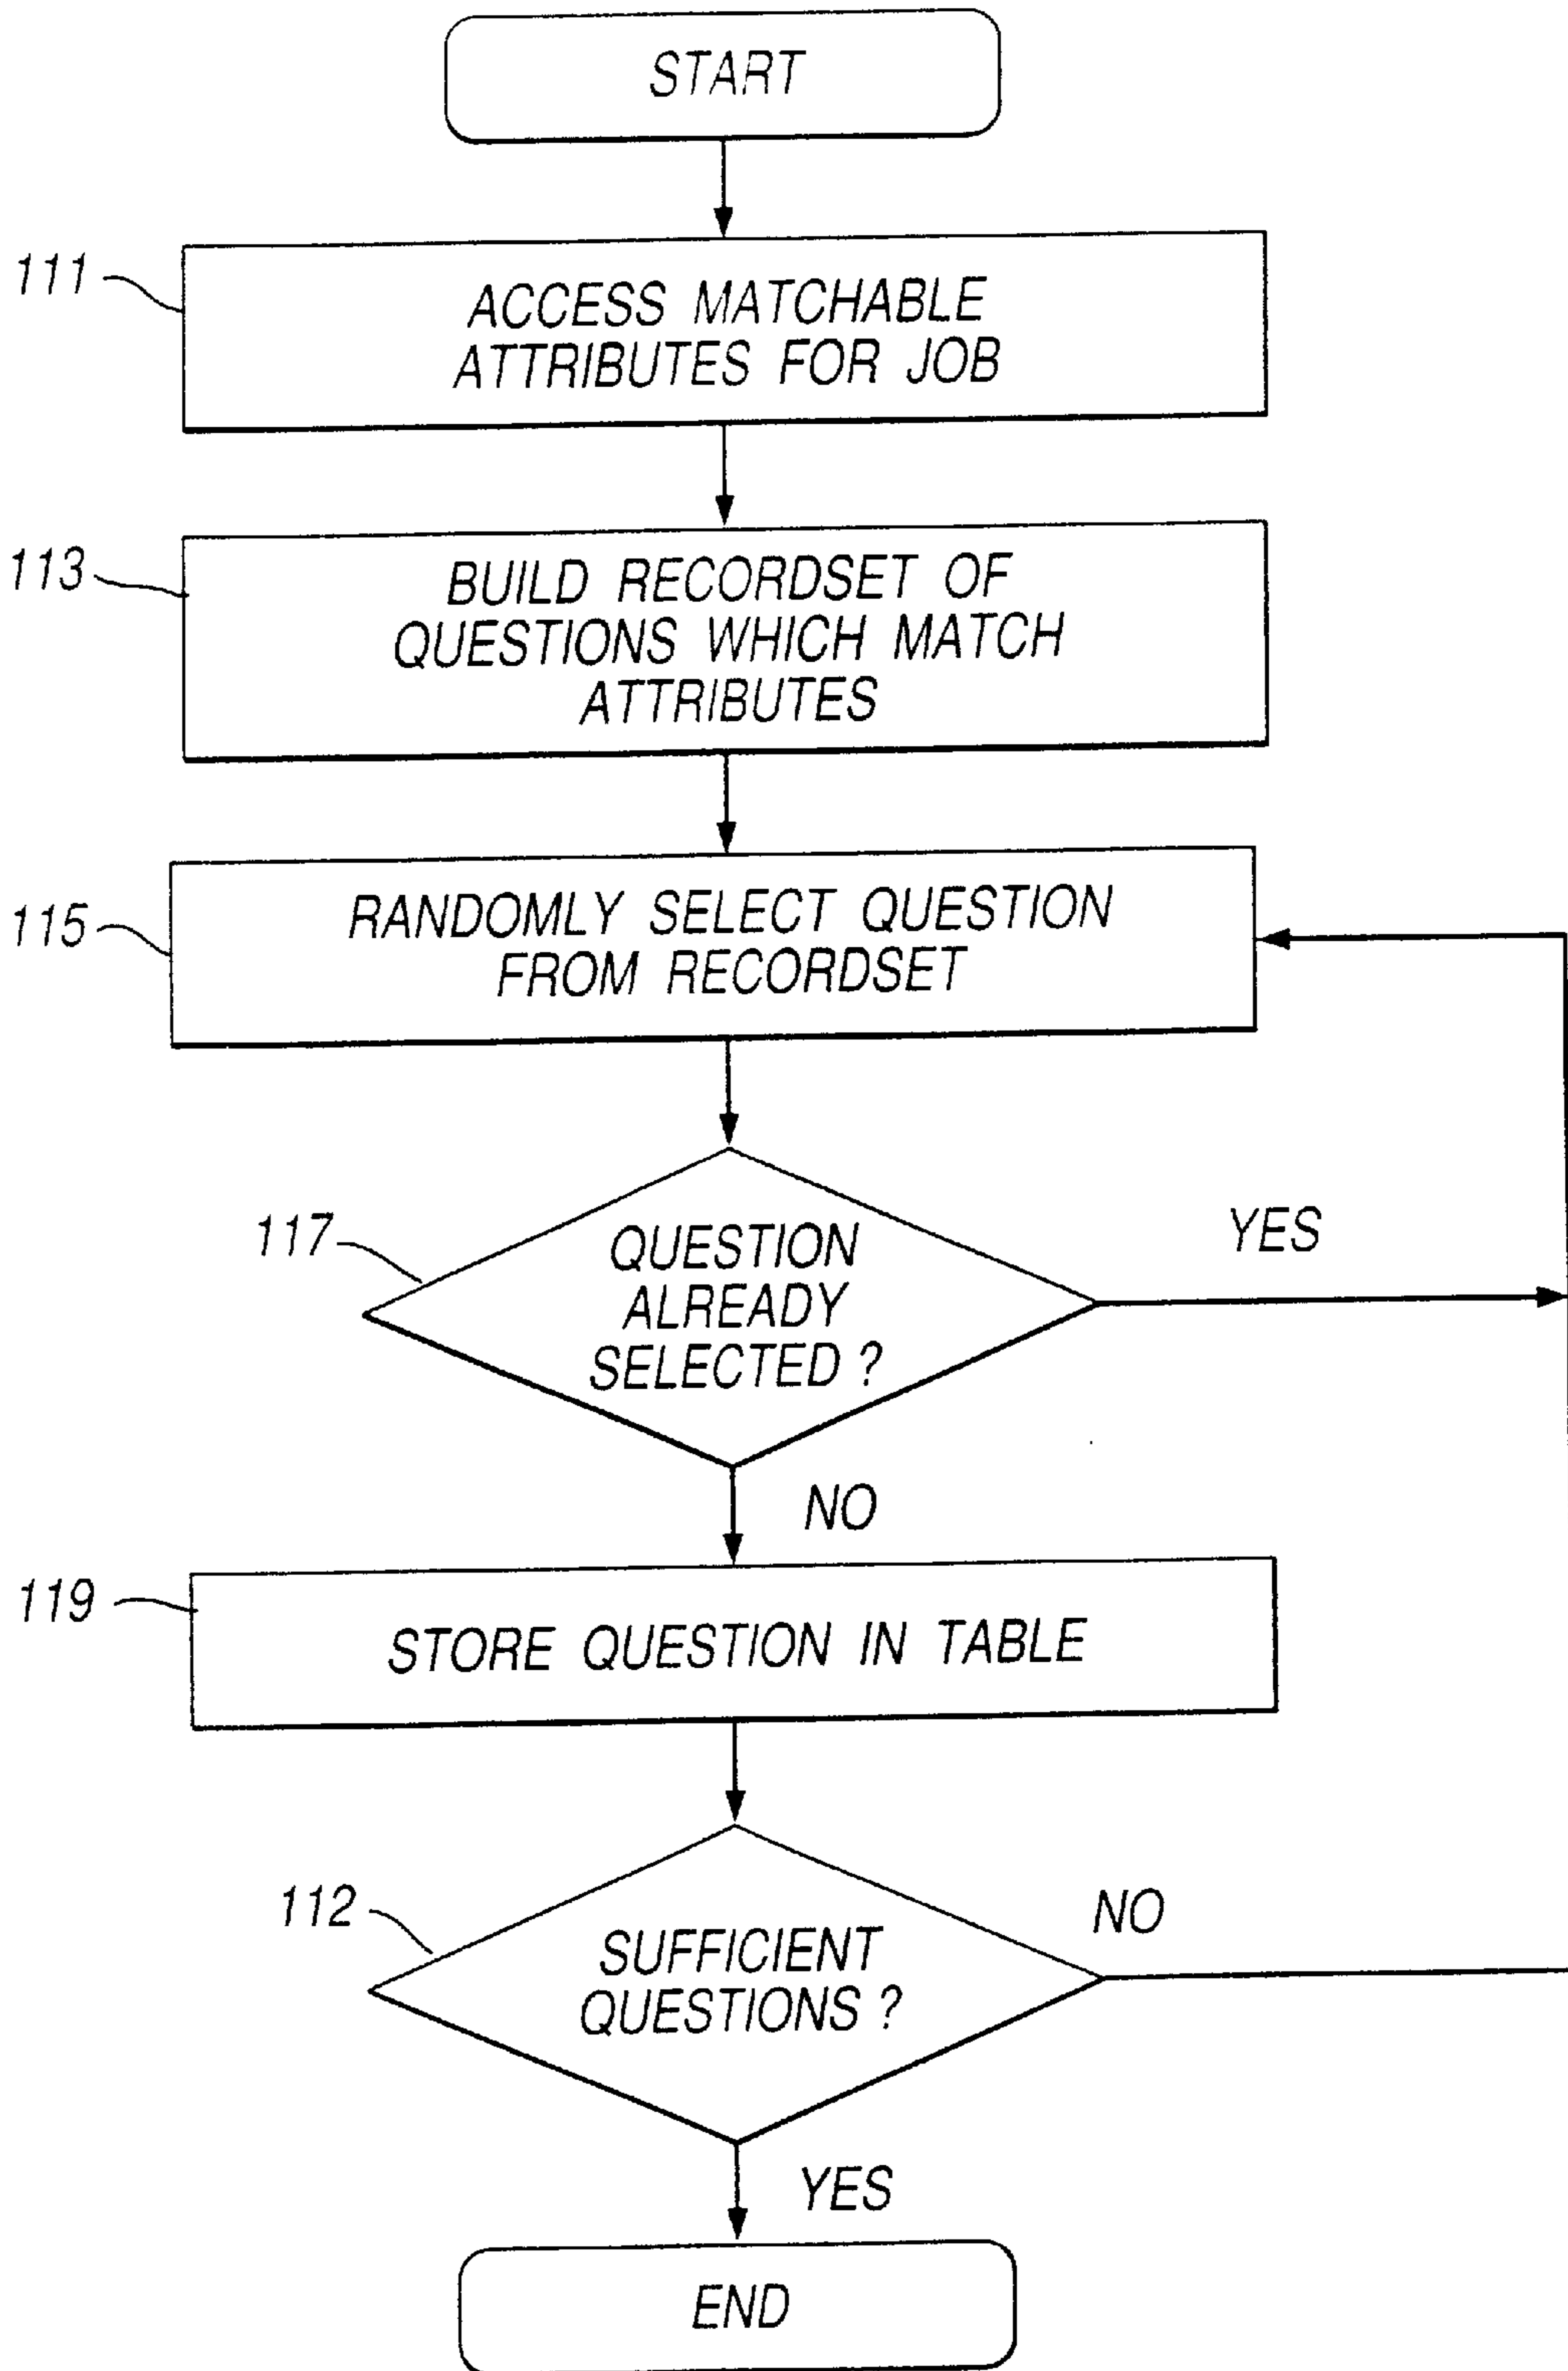 START
111
ACCESS MATCHABLE
ATTRIBUTES FOR JOB
113
BUILD RECORDSET OF
QUESTIONS WHICH MATCH
ATTRIBUTES
115
RANDOMLY SELECT QUESTION
FROM RECORDSET
117
QUESTION
ALREADY
SELECTED ?
YES
NO
119
STORE QUESTION IN TABLE
112
SUFFICIENT
QUESTIONS ?
NO
YES
END